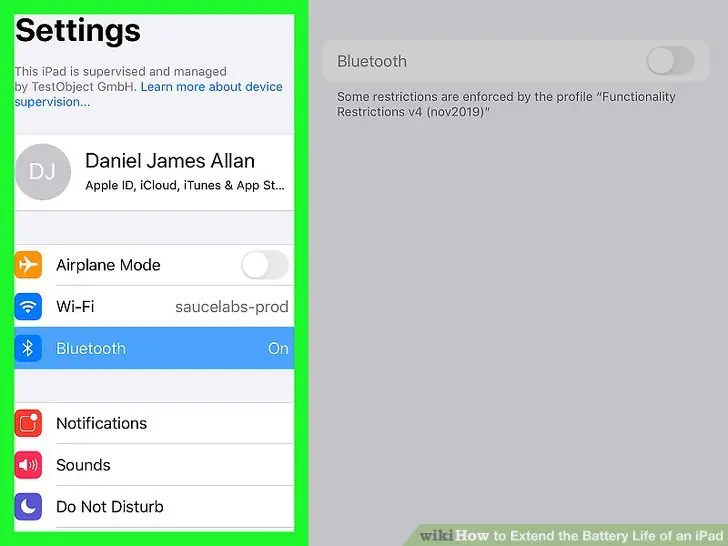 Settings
This iPad is supervised and managed
by TestObject GmbH. Learn more about device
supervision...
DJ
Daniel James Allan
Apple ID, iCloud, iTunes & App St...
Airplane Mode
Wi-Fi saucelabs-prod
Bluetooth On
Notifications
Sounds
Do Not Disturb
Bluetooth
Some restrictions are enforced by the profile “Functionality
Restrictions v4 (nov2019)”
wikiHow to Extend the Battery Life of an iPad